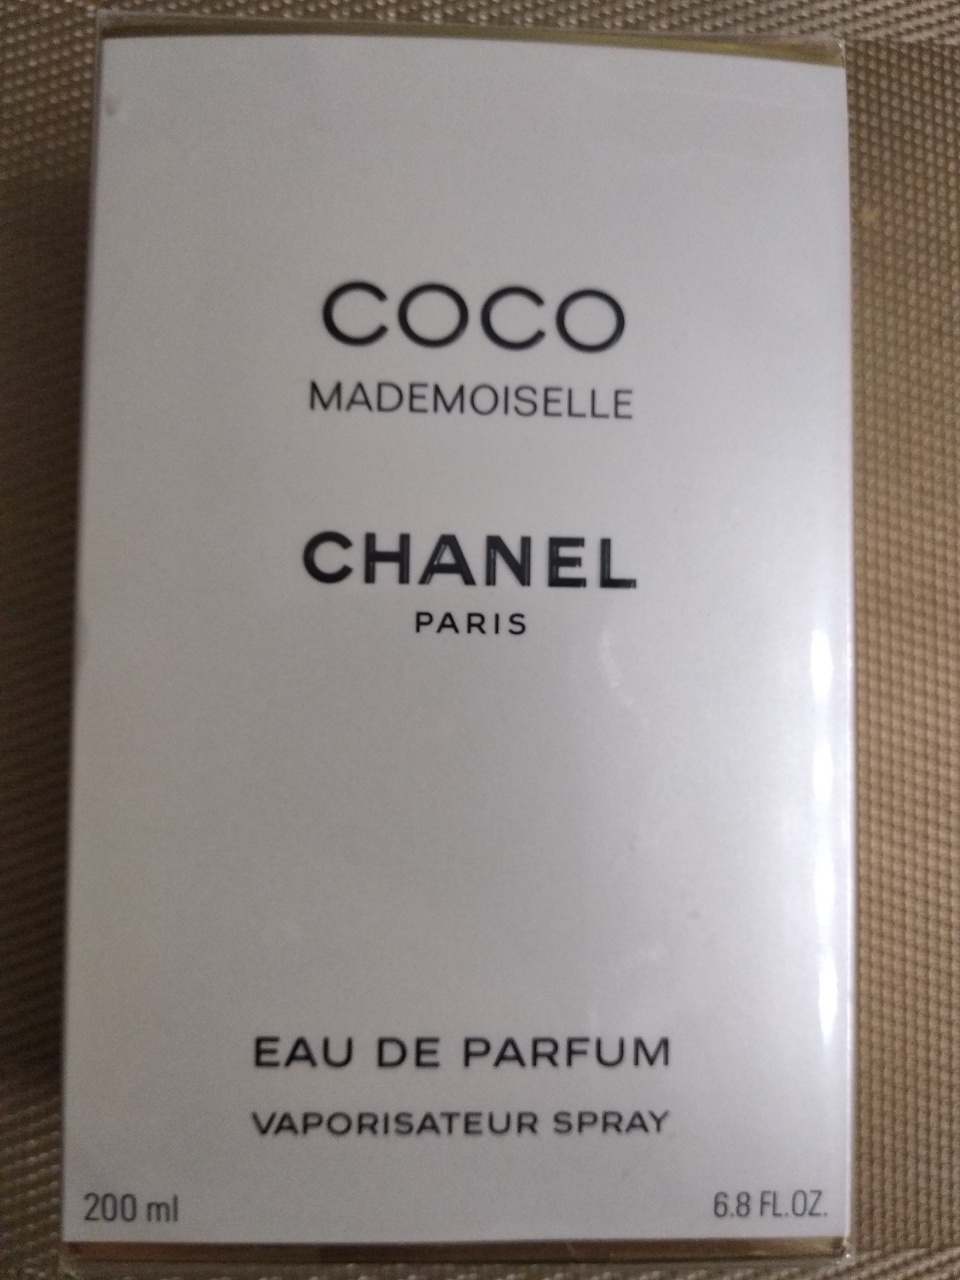 COCO
MADEMOISELLE
CHANEL
PARIS
EAU DE PARFUM
VAPORISATEUR SPRAY
200 ml 6.8 FL.OZ.